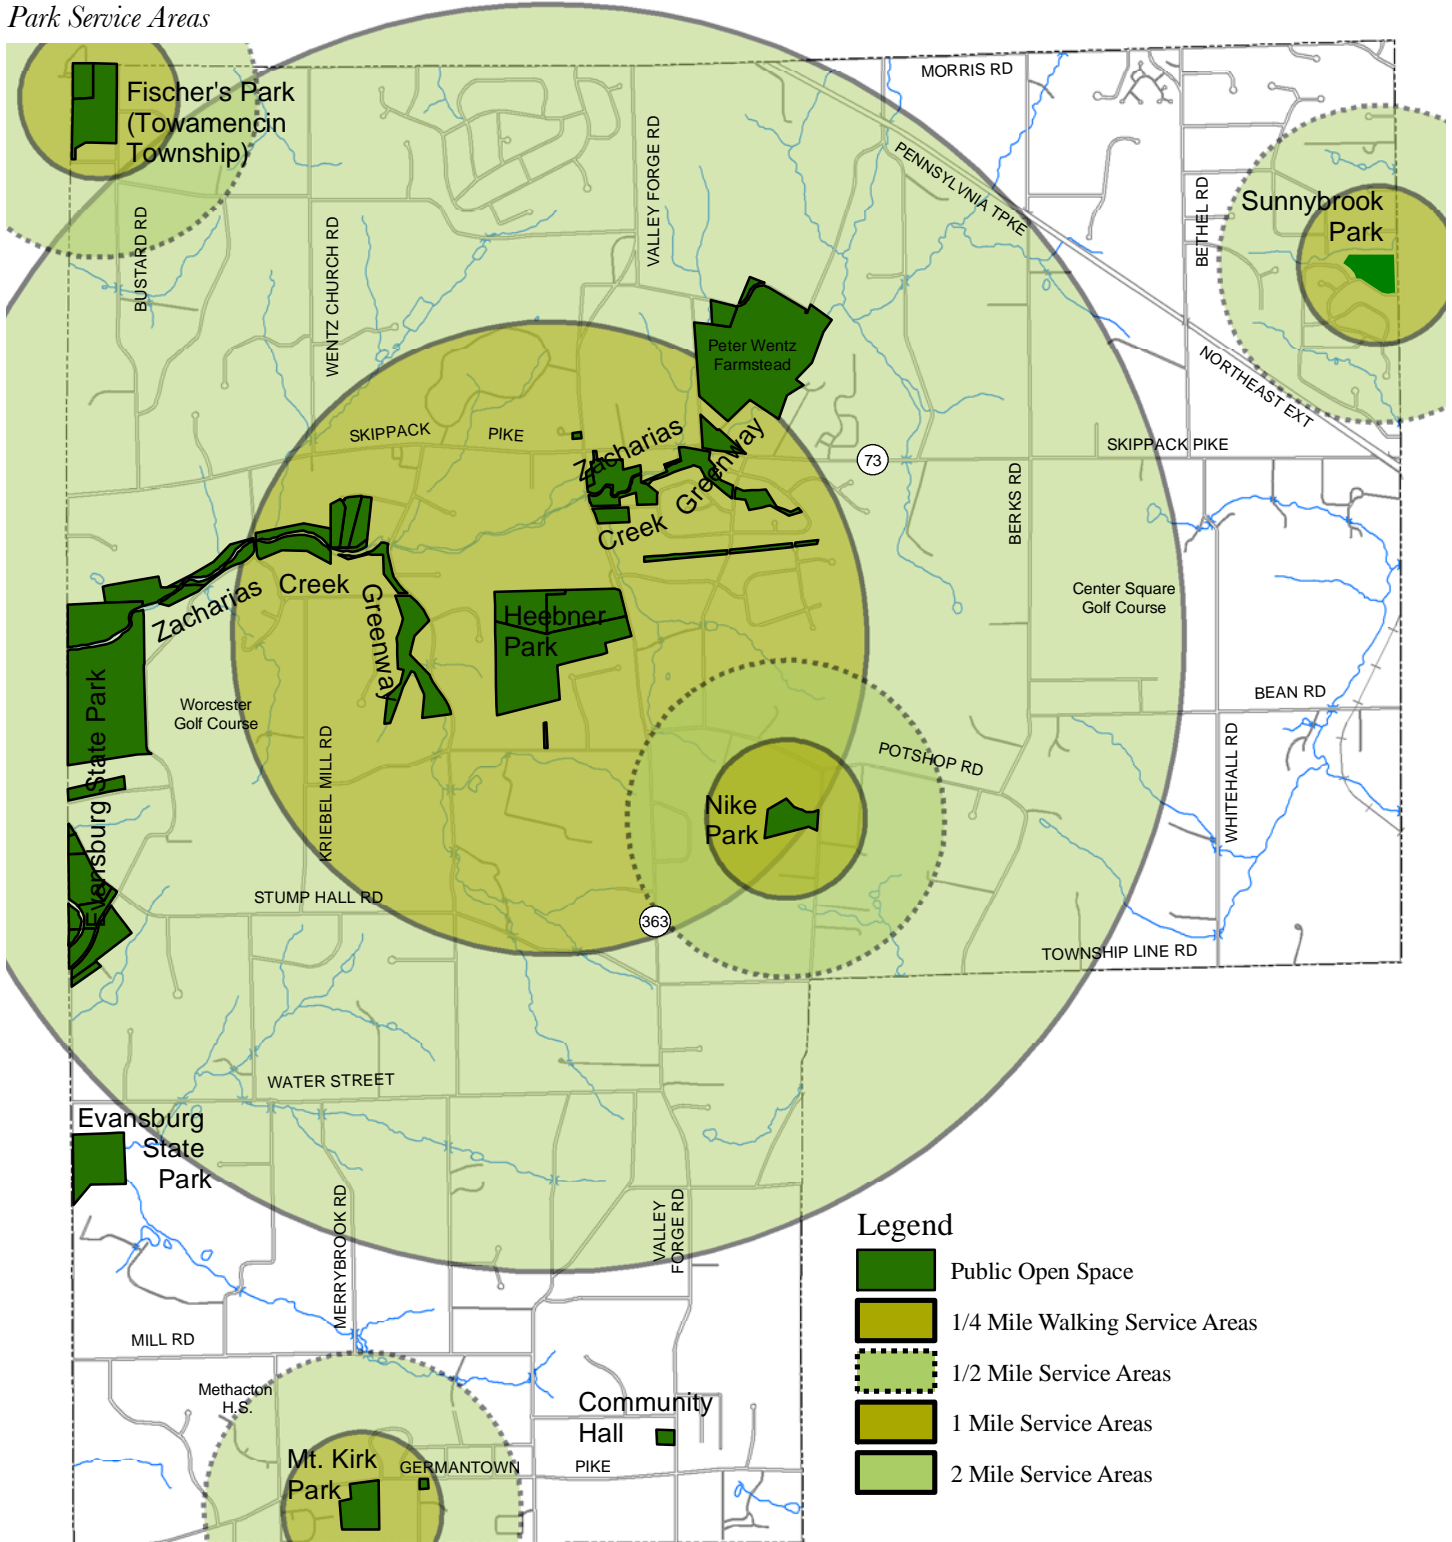 Park Service Areas
Fischer's Park
(Towamencin
Township)
MORRIS RD
PENNSYLVNIA TPKE
VALLEY FORGE RD
BUSTARD RD
WENTZ CHURCH RD
BETHEL RD
Sunnybrook
Park
NORTHEAST EXT
Peter Wentz
Farmstead
SKIPPACK
PIKE
Zacharias
Creek
Greenway
73
SKIPPACK PIKE
BERKS RD
Center Square
Golf Course
Zacharias
Creek
Greenway
Heebner
Park
Evansburg State Park
Worcester
Golf Course
KRIEBEL MILL RD
BEAN RD
WHITEHALL RD
POTSHOP RD
Nike
Park
STUMP HALL RD
363
TOWNSHIP LINE RD
WATER STREET
Evansburg
State
Park
MERRYBROOK RD
VALLEY
FORGE RD
MILL RD
Methacton
H.S.
Community
Hall
Mt. Kirk
Park
GERMANTOWN
PIKE
Legend
Public Open Space
1/4 Mile Walking Service Areas
1/2 Mile Service Areas
1 Mile Service Areas
2 Mile Service Areas